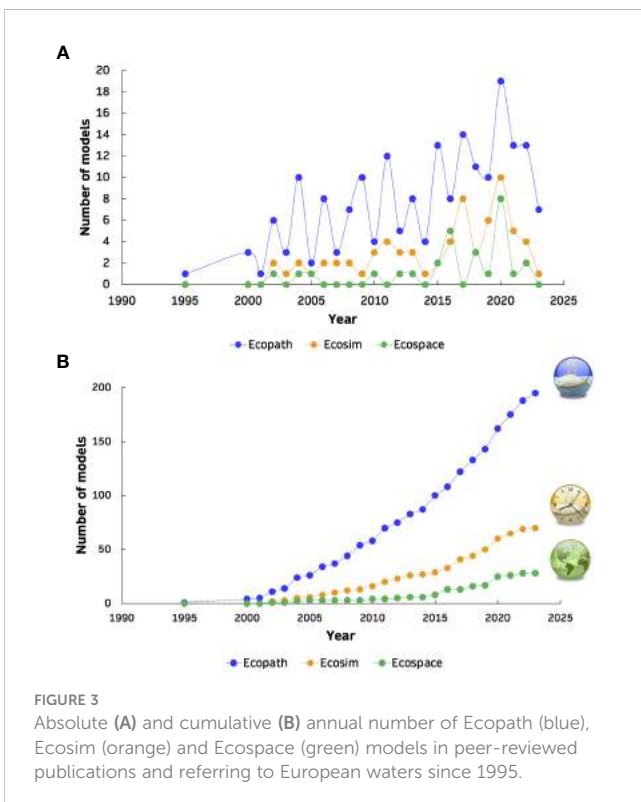 A
20
18
16
14
12
10
8
6
4
2
0
Number of models
1990 1995 2000 2005 2010 2015 2020 2025
Year
Ecopath Ecosim Ecospace
B
200
150
100
50
0
Number of models
1990 1995 2000 2005 2010 2015 2020 2025
Year
Ecopath Ecosim Ecospace
FIGURE 3
Absolute (A) and cumulative (B) annual number of Ecopath (blue),
Ecosim (orange) and Ecospace (green) models in peer-reviewed
publications and referring to European waters since 1995.